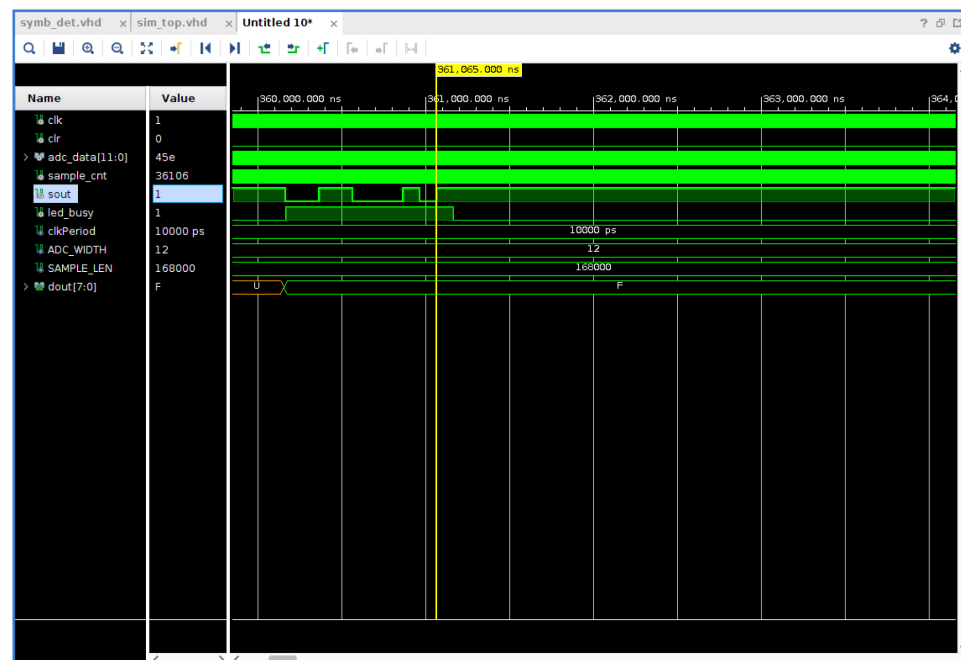 symb_det.vhd x sim_top.vhd x Untitled 10* x ?
361,065.000 ns
Name Value
360,000.000 ns 361,000.000 ns 362,000.000 ns 363,000.000 ns 364,0
clk 1
clr 0
adc_data[11:0] 45e
sample_cnt 36106
sout 1
led_busy 1
clkPeriod 10000 ps 10000 ps
ADC_WIDTH 12 12
SAMPLE_LEN 168000 168000
dout[7:0] F U F